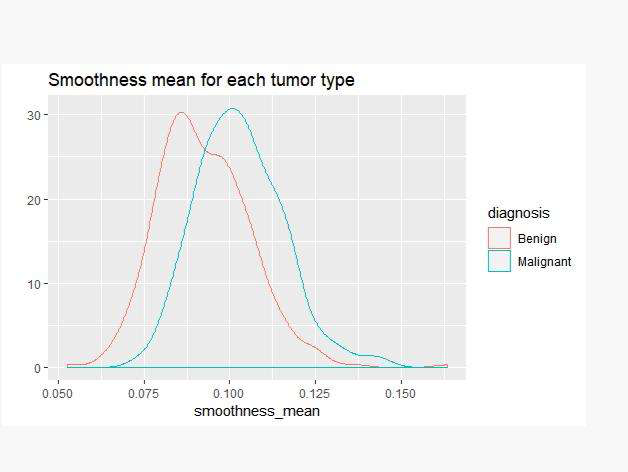 Smoothness mean for each tumor type
30
20
10
0
0.050 0.075 0.100 0.125 0.150
smoothness_mean
diagnosis
Benign
Malignant